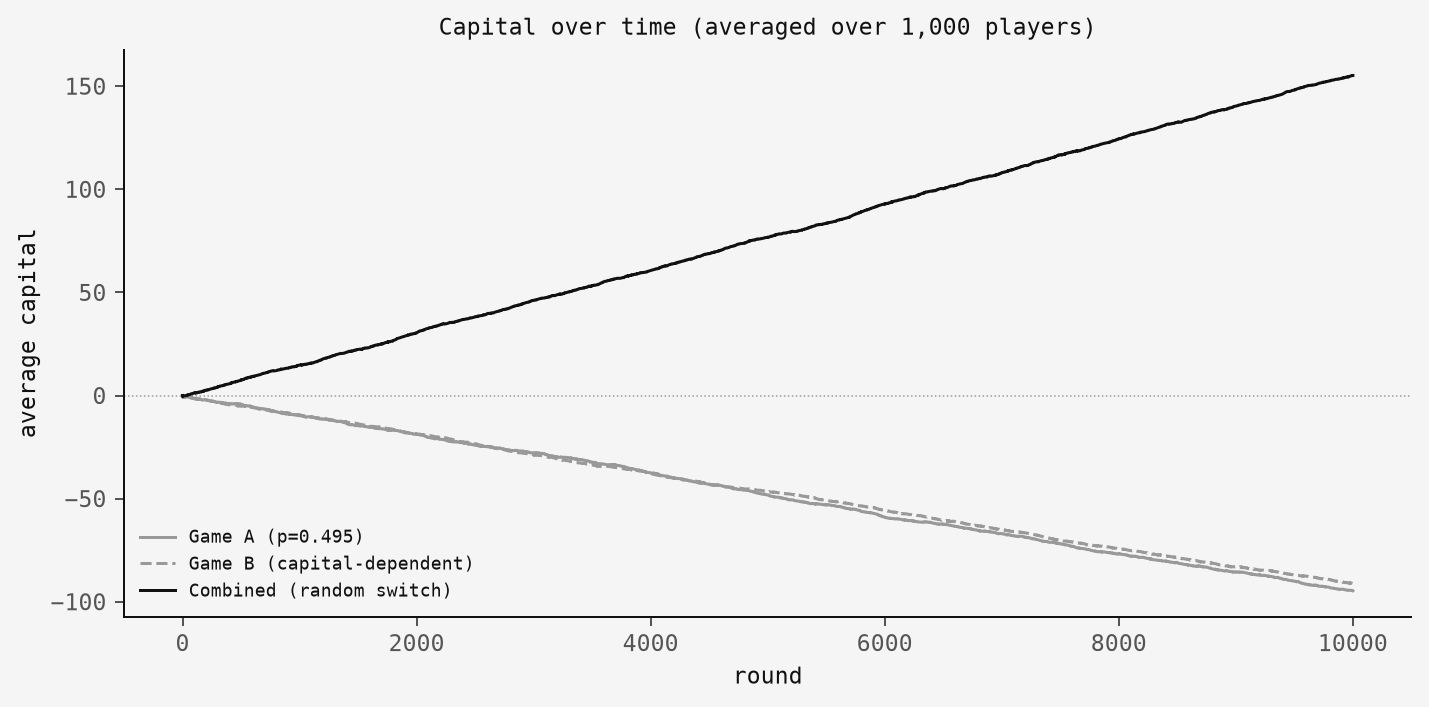 Capital over time (averaged over 1,000 players)
average capital
150
100
50
0
−50
−100
Game A (p=0.495)
Game B (capital-dependent)
Combined (random switch)
0 2000 4000 6000 8000 10000
round